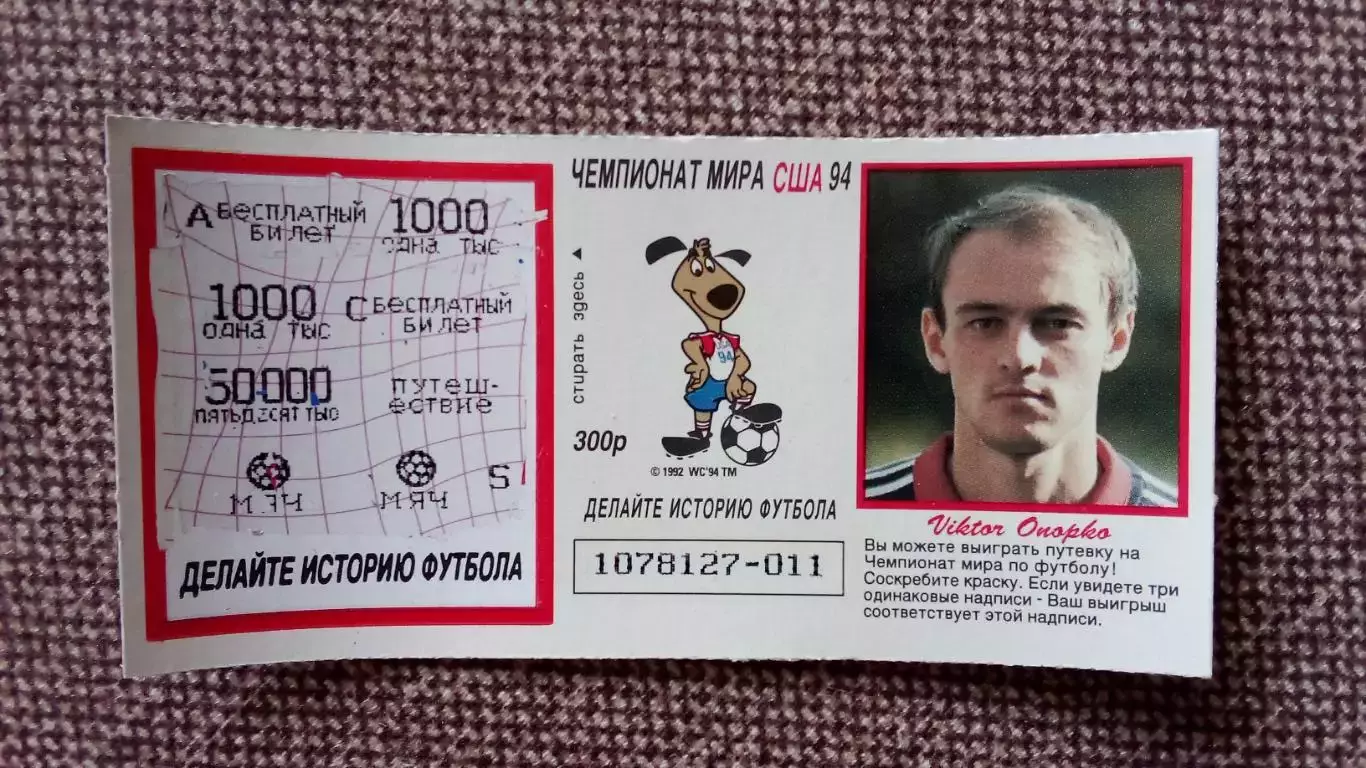 А БЕСПЛАТНЫЙ БИЛЕТ
1000
ОДНА ТЫС
1000
ОДНА ТЫС
С БЕСПЛАТНЫЙ БИЛЕТ
50000
ПЯТЬДЕСЯТ ТЫС
ПУТЕШ-
ЕСТВИЕ
МЯЧ
МЯЧ
S
ДЕЛАЙТЕ ИСТОРИЮ ФУТБОЛА
ЧЕМПИОНАТ МИРА США 94
стирать здесь
94
300р
© 1992 WC'94 TM
ДЕЛАЙТЕ ИСТОРИЮ ФУТБОЛА
1078127-011
Viktor Onopko
Вы можете выиграть путевку на
Чемпионат мира по футболу!
Соскребите краску. Если увидете три
одинаковые надписи - Ваш выигрыш
соответствует этой надписи.